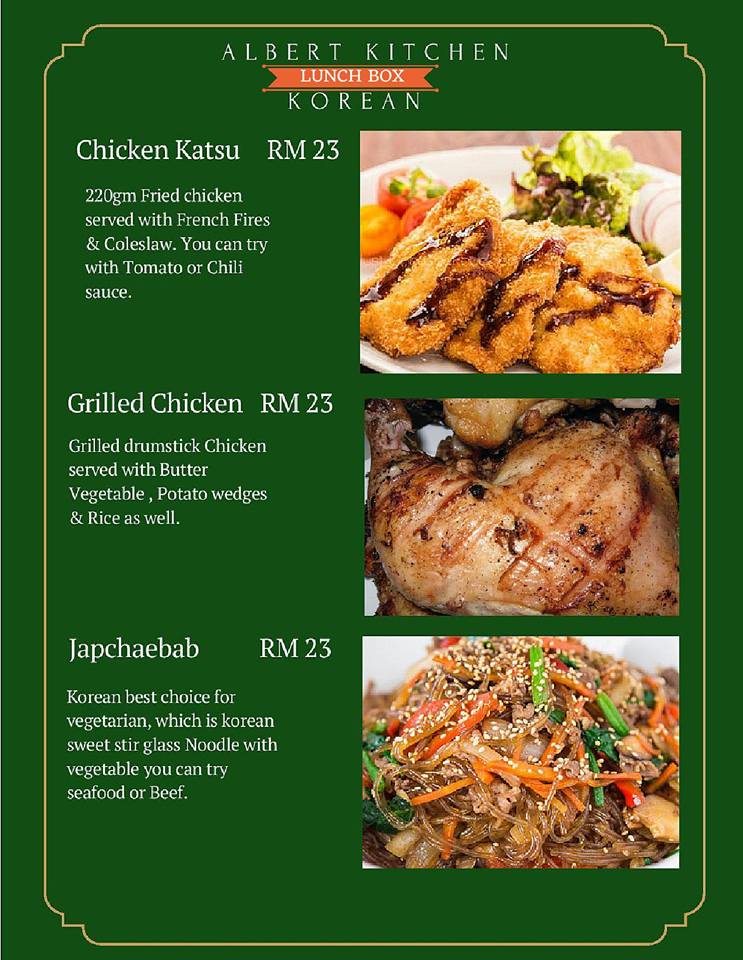 ALBERT KITCHEN
LUNCH BOX
KOREAN
Chicken Katsu RM 23
220gm Fried chicken
served with French Fires
& Coleslaw. You can try
with Tomato or Chili
sauce.
Grilled Chicken RM 23
Grilled drumstick Chicken
served with Butter
Vegetable , Potato wedges
& Rice as well.
Japchaebab RM 23
Korean best choice for
vegetarian, which is korean
sweet stir glass Noodle with
vegetable you can try
seafood or Beef.